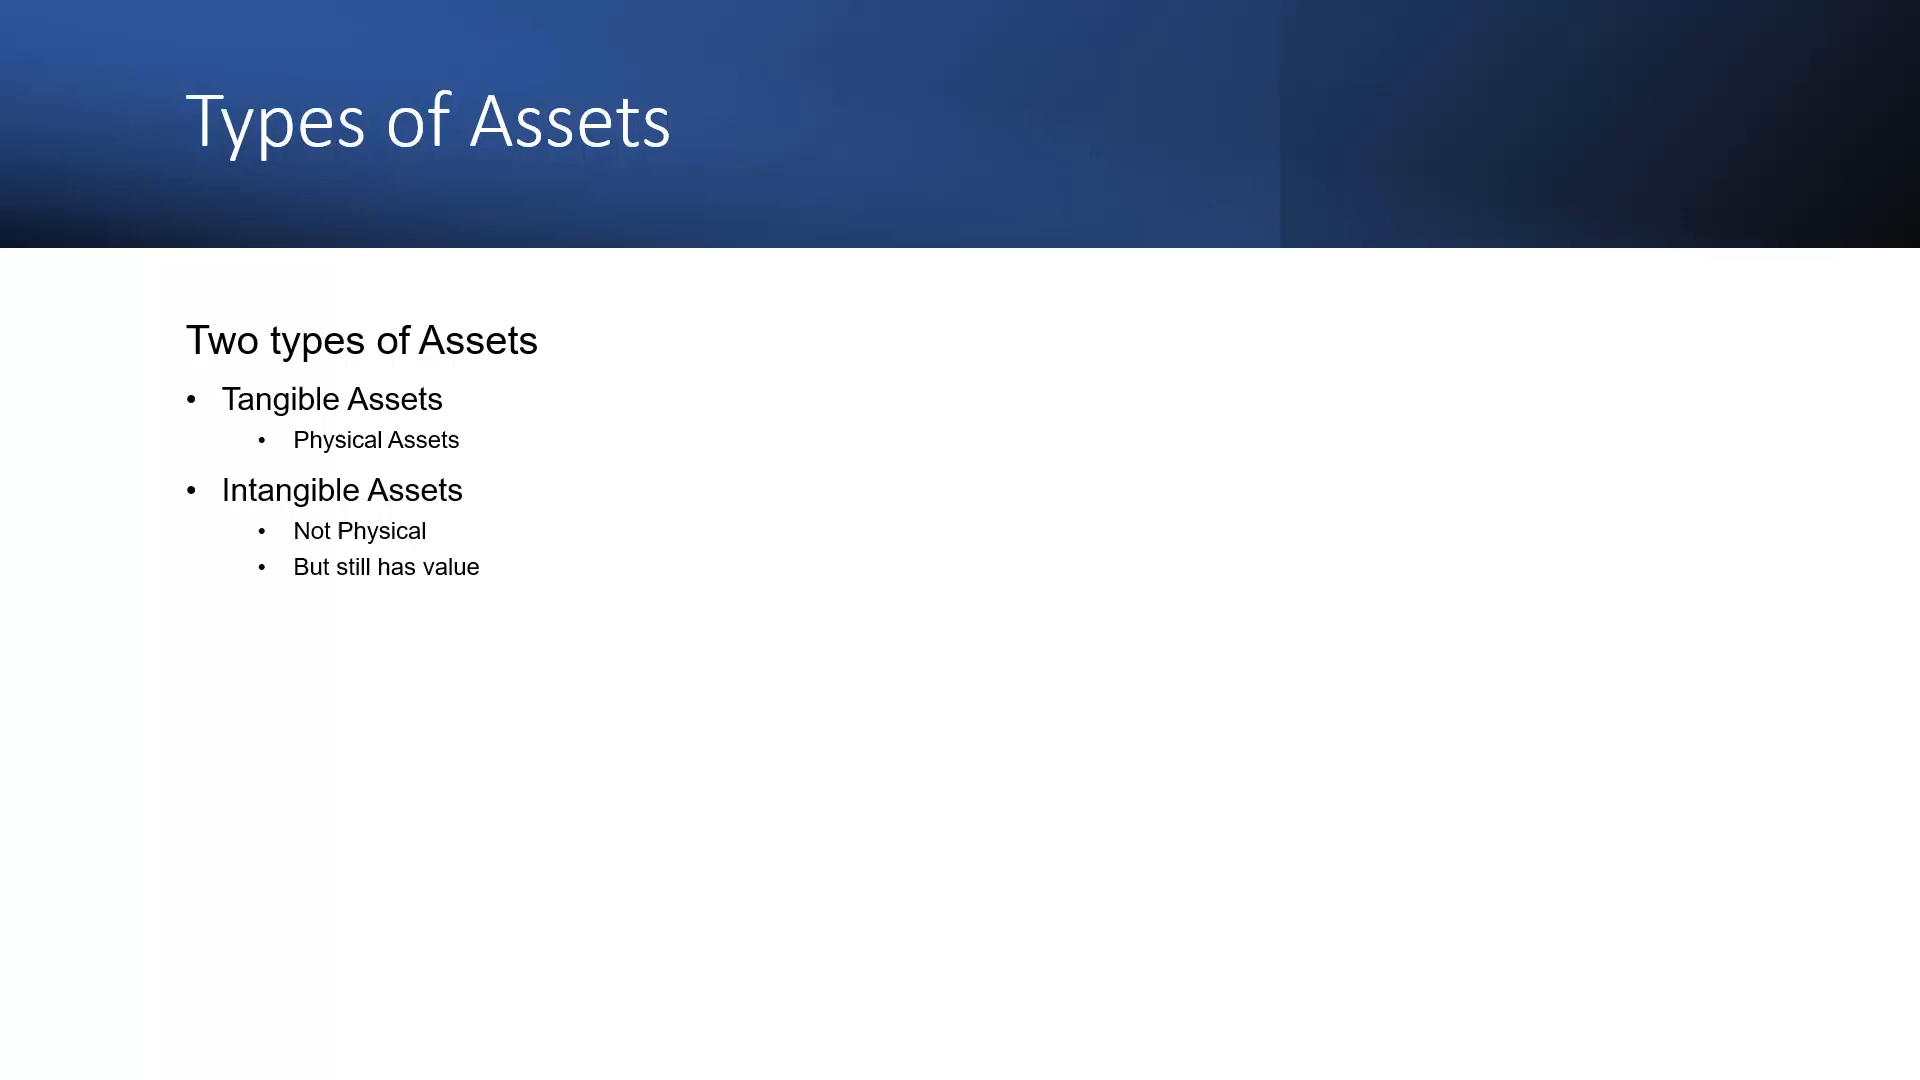 Types of Assets
Two types of Assets
• Tangible Assets
• Physical Assets
• Intangible Assets
• Not Physical
• But still has value